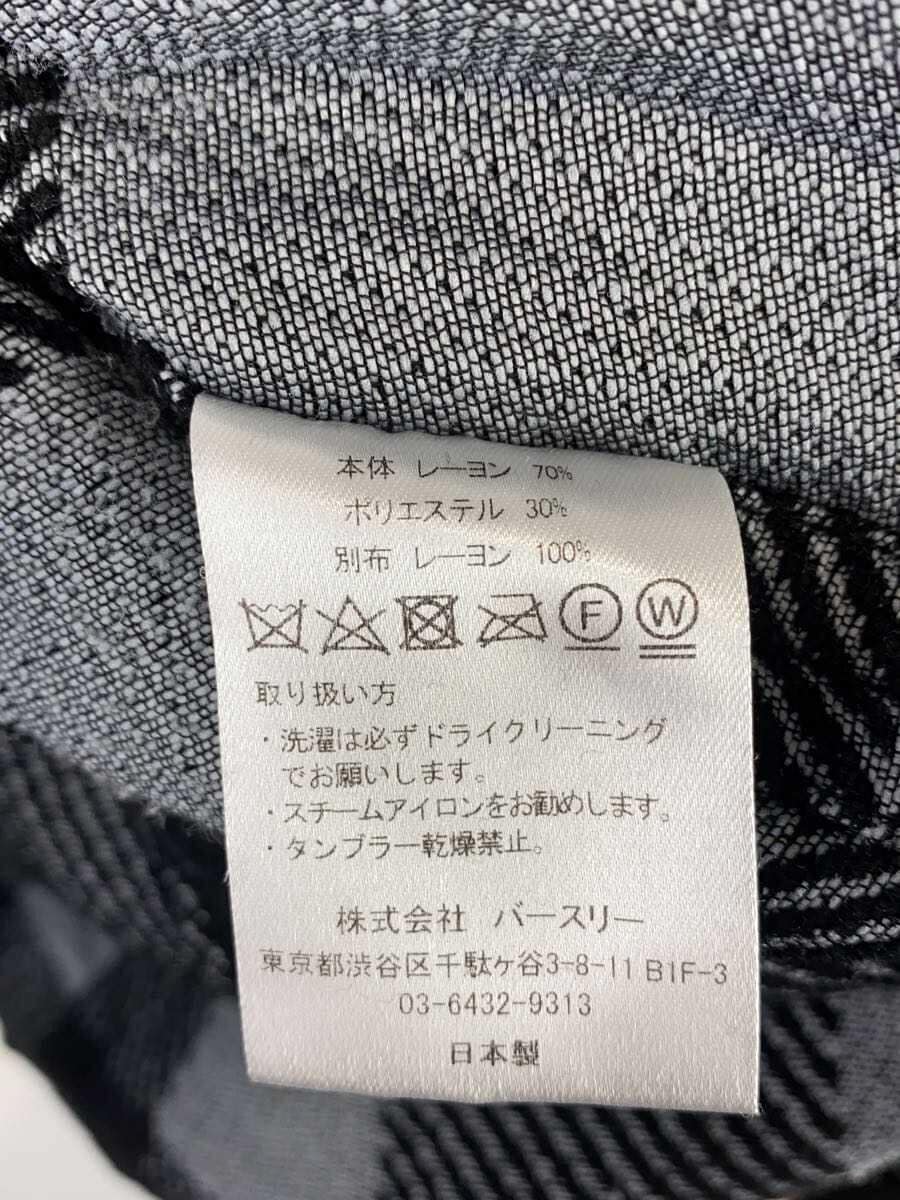 本体 レーヨン 70%
ポリエステル 30%
別布 レーヨン 100%
F W
取り扱い方
・洗濯は必ずドライクリーニング
でお願いします。
・スチームアイロンをお勧めします。
・タンブラー乾燥禁止。
株式会社 バースリー
東京都渋谷区千駄ヶ谷3-8-11 B1F-3
03-6432-9313
日本製